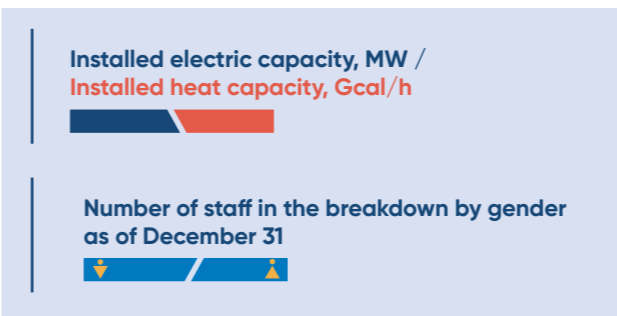 Installed electric capacity, MW /
Installed heat capacity, Gcal/h
Number of staff in the breakdown by gender
as of December 31